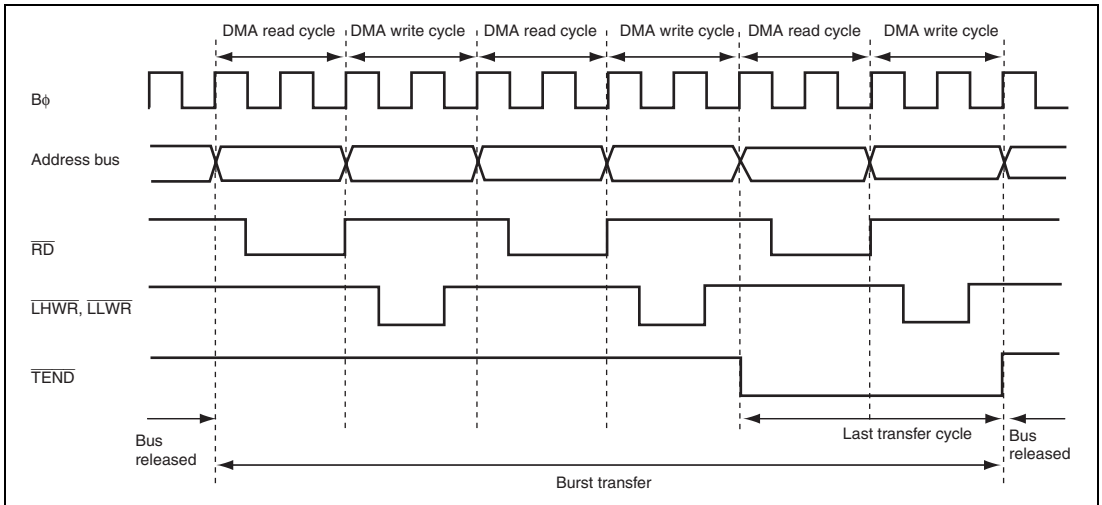 DMA read cycle DMA write cycle DMA read cycle DMA write cycle DMA read cycle DMA write cycle
Bφ
Address bus
RD
LHWR, LLWR
TEND
Last transfer cycle
Bus
released
Bus
released
Burst transfer